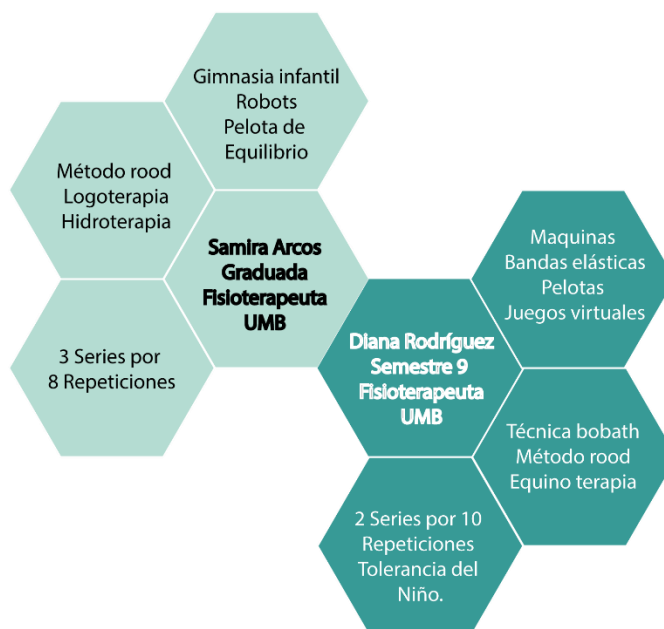 Gimnasia infantil
Robots
Pelota de
Equilibrio
Método rood
Logoterapia
Hidroterapia
Samira Arcos
Graduada
Fisioterapeuta
UMB
3 Series por
8 Repeticiones
Maquinas
Bandas elásticas
Pelotas
Juegos virtuales
Diana Rodríguez
Semestre 9
Fisioterapeuta
UMB
Técnica bobath
Método rood
Equino terapia
2 Series por 10
Repeticiones
Tolerancia del
Niño.